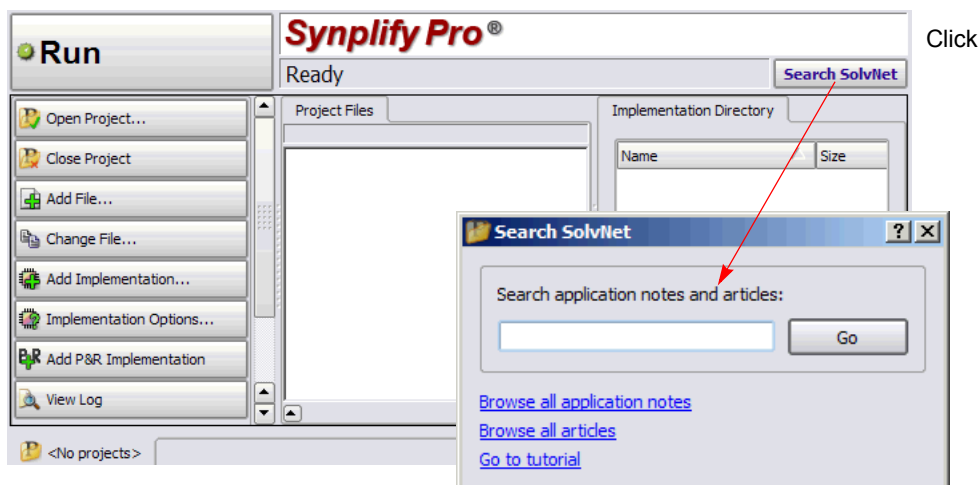 Run
Synplify Pro®
Click
Ready
Search SolvNet
Open Project...
Close Project
Add File...
Change File...
Add Implementation...
Implementation Options...
Add P&R Implementation
View Log
Project Files
Implementation Directory
Name
Size
Search SolvNet
Search application notes and articles:
Go
Browse all application notes
Browse all articles
Go to tutorial
<No projects>